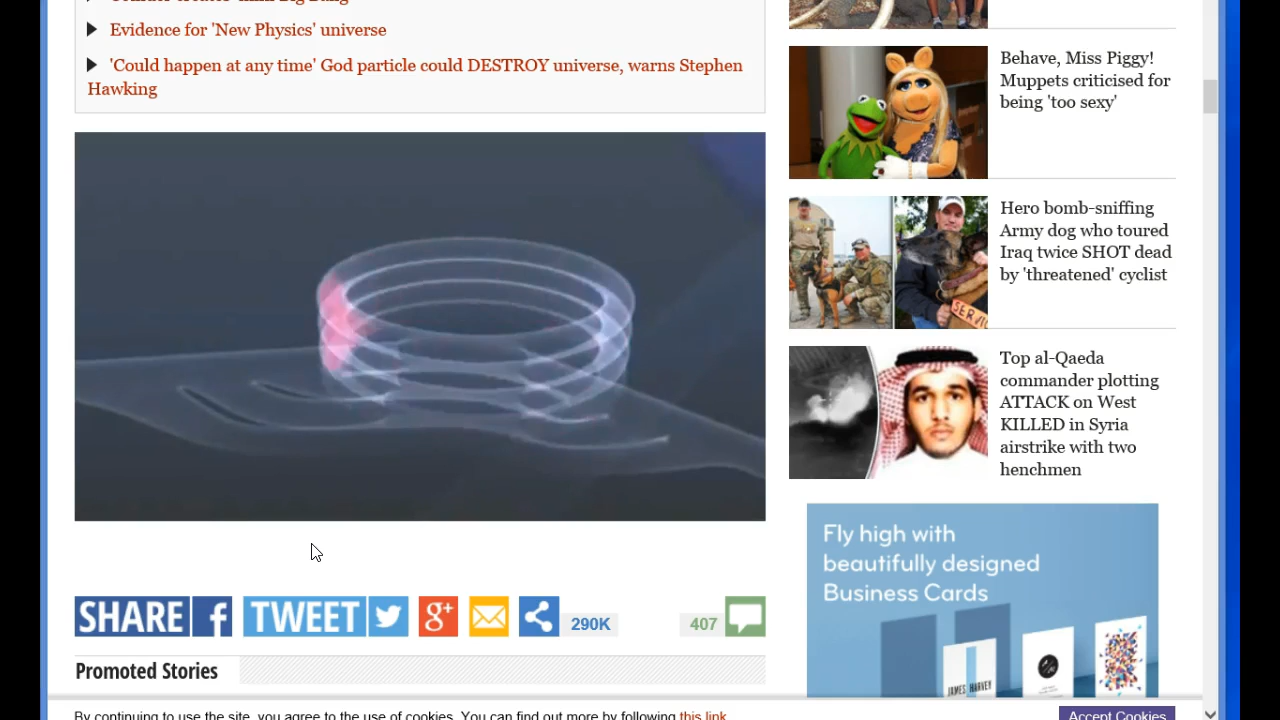 Evidence for 'New Physics' universe
'Could happen at any time' God particle could DESTROY universe, warns Stephen
Hawking
Behave, Miss Piggy!
Muppets criticised for
being 'too sexy'
Hero bomb-sniffing
Army dog who toured
Iraq twice SHOT dead
by 'threatened' cyclist
SERVI
Top al-Qaeda
commander plotting
ATTACK on West
KILLED in Syria
airstrike with two
henchmen
Fly high with
beautifully designed
Business Cards
JAMES HARVEY
SHARE f
TWEET
g+
290K
407
Promoted Stories
By continuing to use the site, you agree to the use of cookies. You can find out more by following this link
Accept Cookies